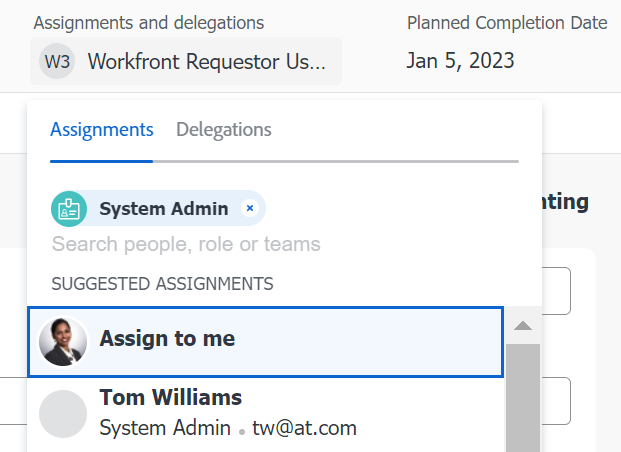 Assignments and delegations
Planned Completion Date
W3 Workfront Requestor Us...
Jan 5, 2023
Assignments Delegations
System Admin ×
nting
Search people, role or teams
SUGGESTED ASSIGNMENTS
Assign to me
Tom Williams
System Admin • tw@at.com